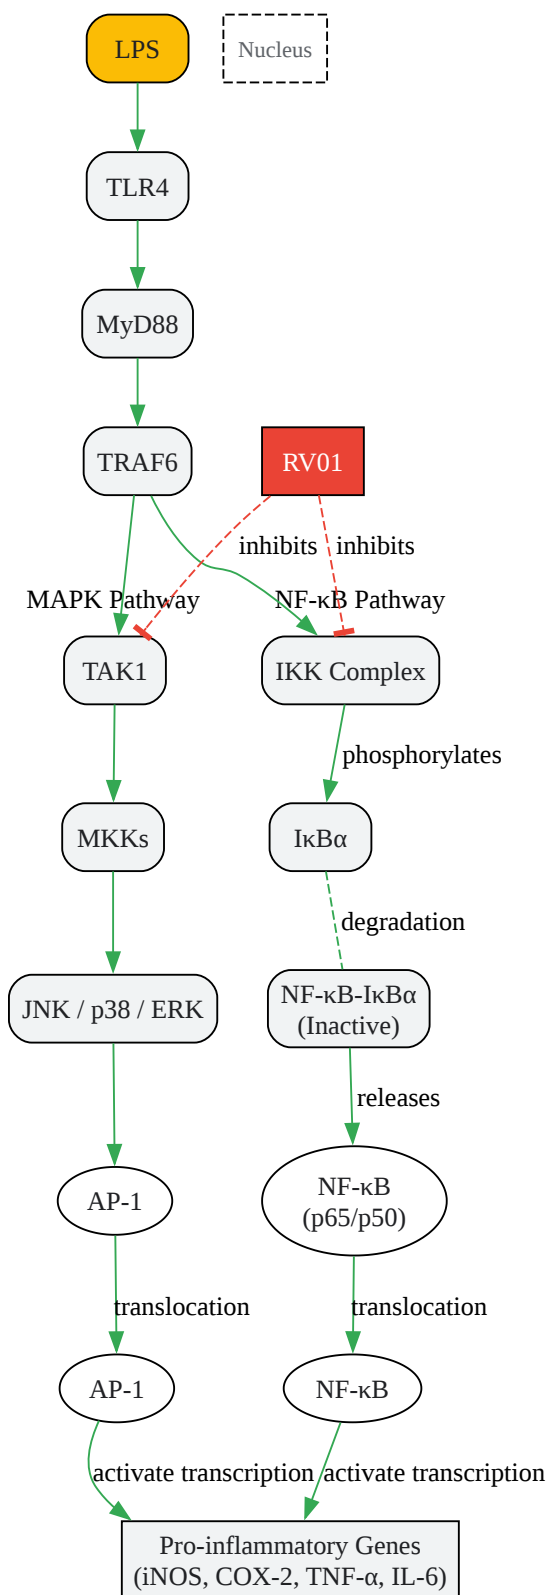 LPS
Nucleus
TLR4
MyD88
TRAF6
RV01
inhibits
inhibits
MAPK Pathway
NF-κB Pathway
TAK1
IKK Complex
phosphorylates
MKKs
IκBα
degradation
JNK / p38 / ERK
NF-κB-IκBα
(Inactive)
releases
AP-1
NF-κB
(p65/p50)
translocation
translocation
AP-1
NF-κB
activate transcription
activate transcription
Pro-inflammatory Genes
(iNOS, COX-2, TNF-α, IL-6)